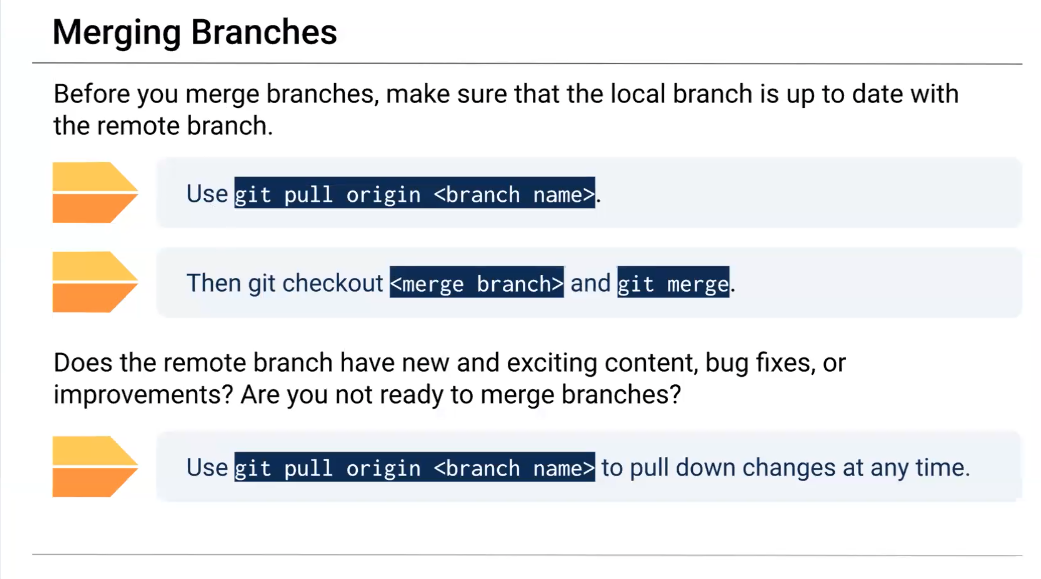 Merging Branches
Before you merge branches, make sure that the local branch is up to date with
the remote branch.
Use git pull origin <branch name>.
Then git checkout <merge branch> and git merge.
Does the remote branch have new and exciting content, bug fixes, or
improvements? Are you not ready to merge branches?
Use git pull origin <branch name> to pull down changes at any time.